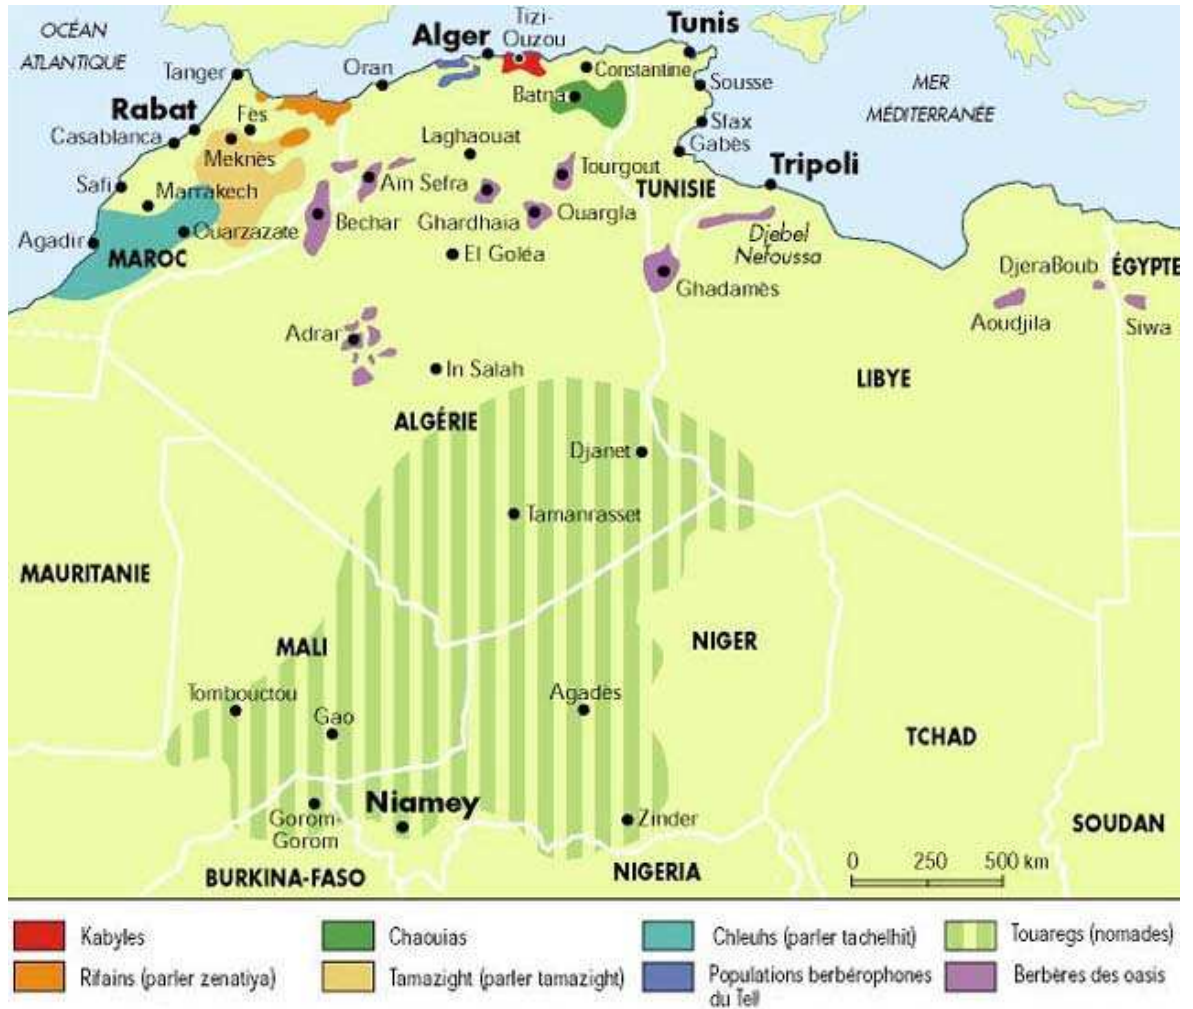 OCÉAN
ATLANTIQUE
Tanger
Rabat
Casablanca
Fès
Meknès
Safi
Marrakech
Agadir
Ouarzazate
MAROC
Oran
Alger
Tizi-
Ouzou
Constantine
Batna
Tunis
Sousse
Sfax
Gabès
MER
MÉDITERRANÉE
Laghaouat
Aïn Sefra
Tourgout
TUNISIE
Tripoli
Bechar
Ghardhaia
Ouargla
El Goléa
Djebel
Nefoussa
Ghadamès
DjeraBoub
ÉGYPTE
Aoudjila
Siwa
Adrar
In Salah
LIBYE
ALGÉRIE
Djanet
Tamanrasset
MAURITANIE
MALI
NIGER
Tombouctou
Gao
Agadès
TCHAD
Niamey
Gorom-
Gorom
Zinder
SOUDAN
BURKINA-FASO
NIGERIA
0 250 500 km
Kabyles
Chaouias
Chleuhs (parler tachelhit)
Touaregs (nomades)
Rifains (parler zenatiya)
Tamazight (parler tamazight)
Populations berbérophones
du Tell
Berbères des oasis